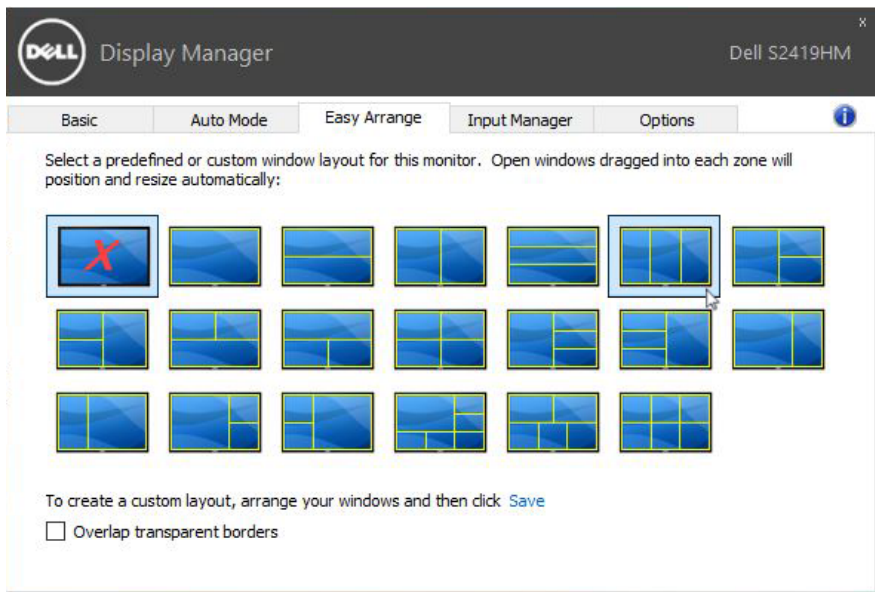 DELL
Display Manager
x
Dell S2419HM
Basic
Auto Mode
Easy Arrange
Input Manager
Options
i
Select a predefined or custom window layout for this monitor. Open windows dragged into each zone will
position and resize automatically:
X
To create a custom layout, arrange your windows and then click Save
Overlap transparent borders